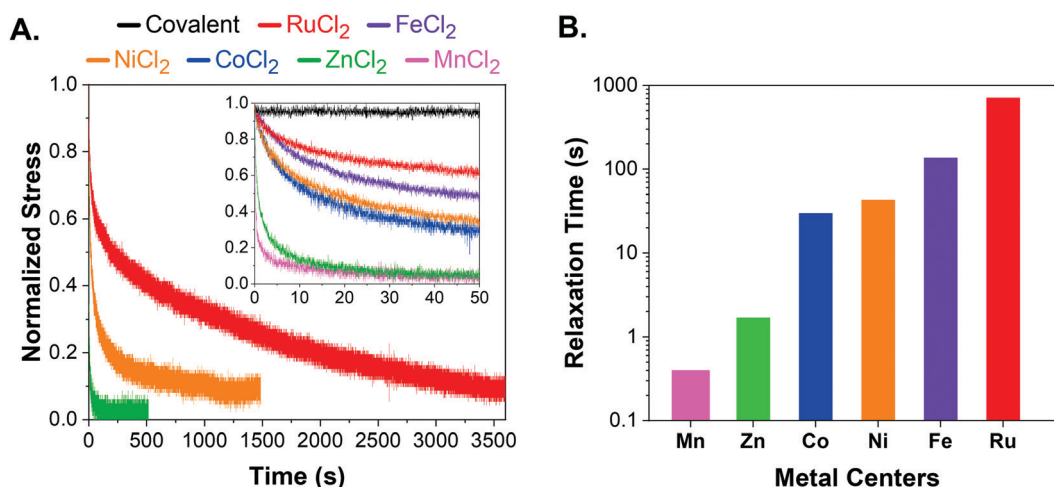 A.
Covalent RuCl2 FeCl2
NiCl2 CoCl2 ZnCl2 MnCl2
Normalized Stress
1.0
0.8
0.6
0.4
0.2
0.0
0 500 1000 1500 2000 2500 3000 3500
Time (s)
1.0
0.8
0.6
0.4
0.2
0.0
0 10 20 30 40 50
B.
Relaxation Time (s)
1000
100
10
1
0.1
Mn Zn Co Ni Fe Ru
Metal Centers